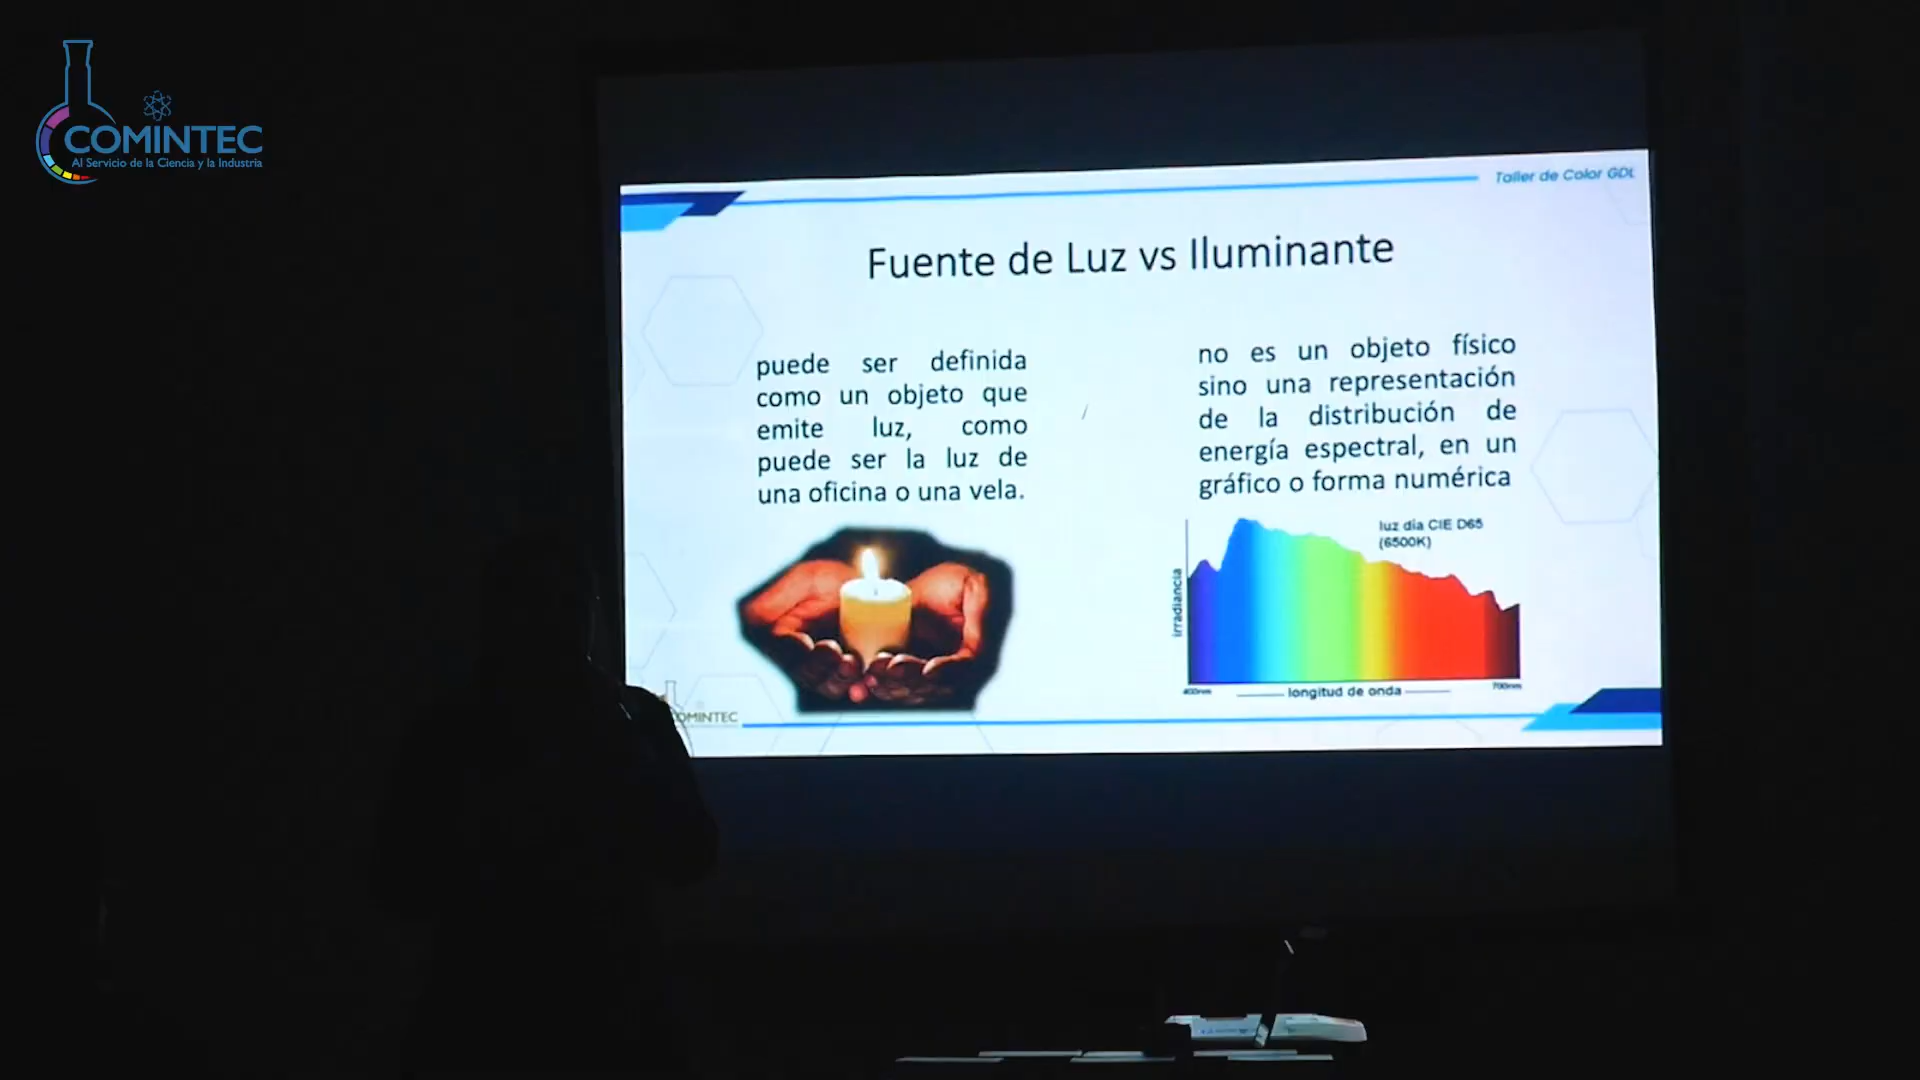 COMINTEC
Al Servicio de la Ciencia y la Industria
Taller de Color GDL
Fuente de Luz vs Iluminante
puede ser definida
como un objeto que
emite luz, como
puede ser la luz de
una oficina o una vela.
no es un objeto físico
sino una representación
de la distribución de
energía espectral, en un
gráfico o forma numérica
luz día CIE D65
(6500K)
irradiancia
400nm
longitud de onda
700nm
OMINTEC